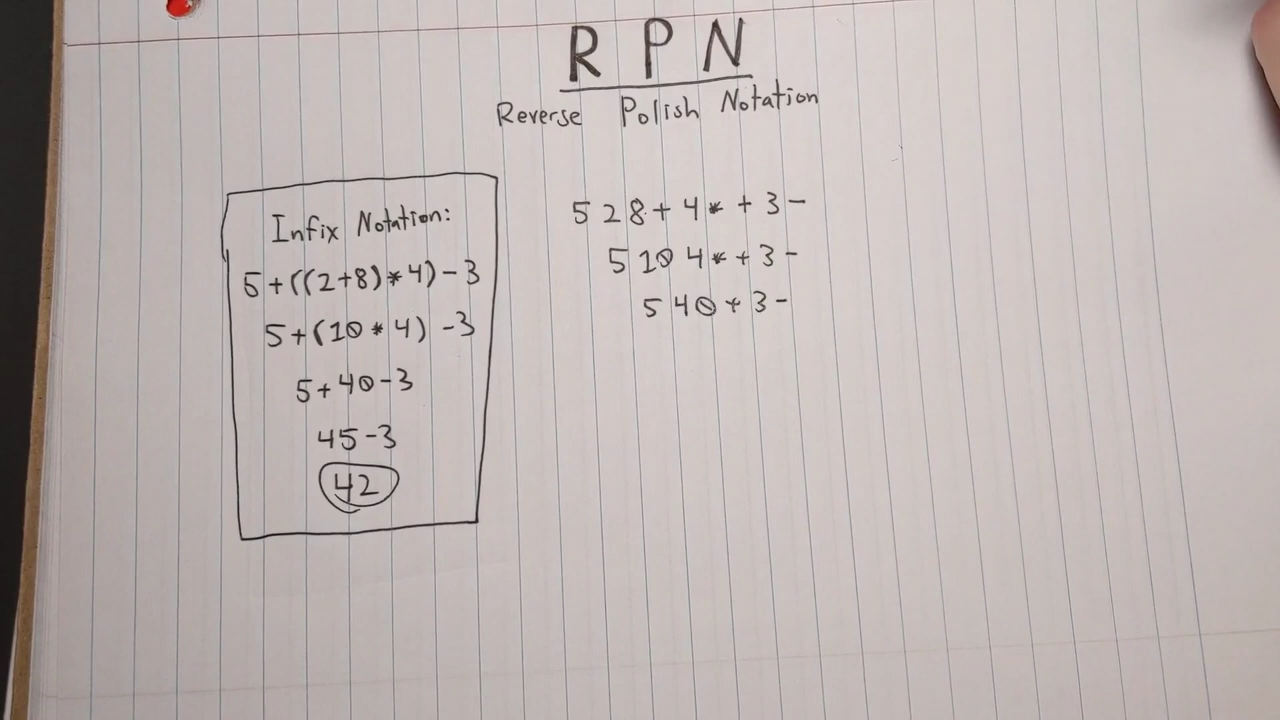 R P N
Reverse Polish Notation
Infix Notation:
5+((2+8)*4)-3
5+(10*4)-3
5+40-3
45-3
42
5 2 8 + 4 * + 3 -
5 10 4 * + 3 -
5 40 + 3 -